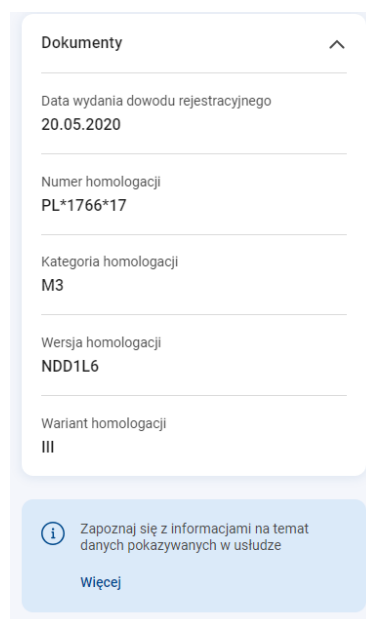 Dokumenty
Data wydania dowodu rejestracyjnego
20.05.2020
Numer homologacji
PL*1766*17
Kategoria homologacji
M3
Wersja homologacji
NDD1L6
Wariant homologacji
III
Zapoznaj się z informacjami na temat
danych pokazywanych w usłudze
Więcej